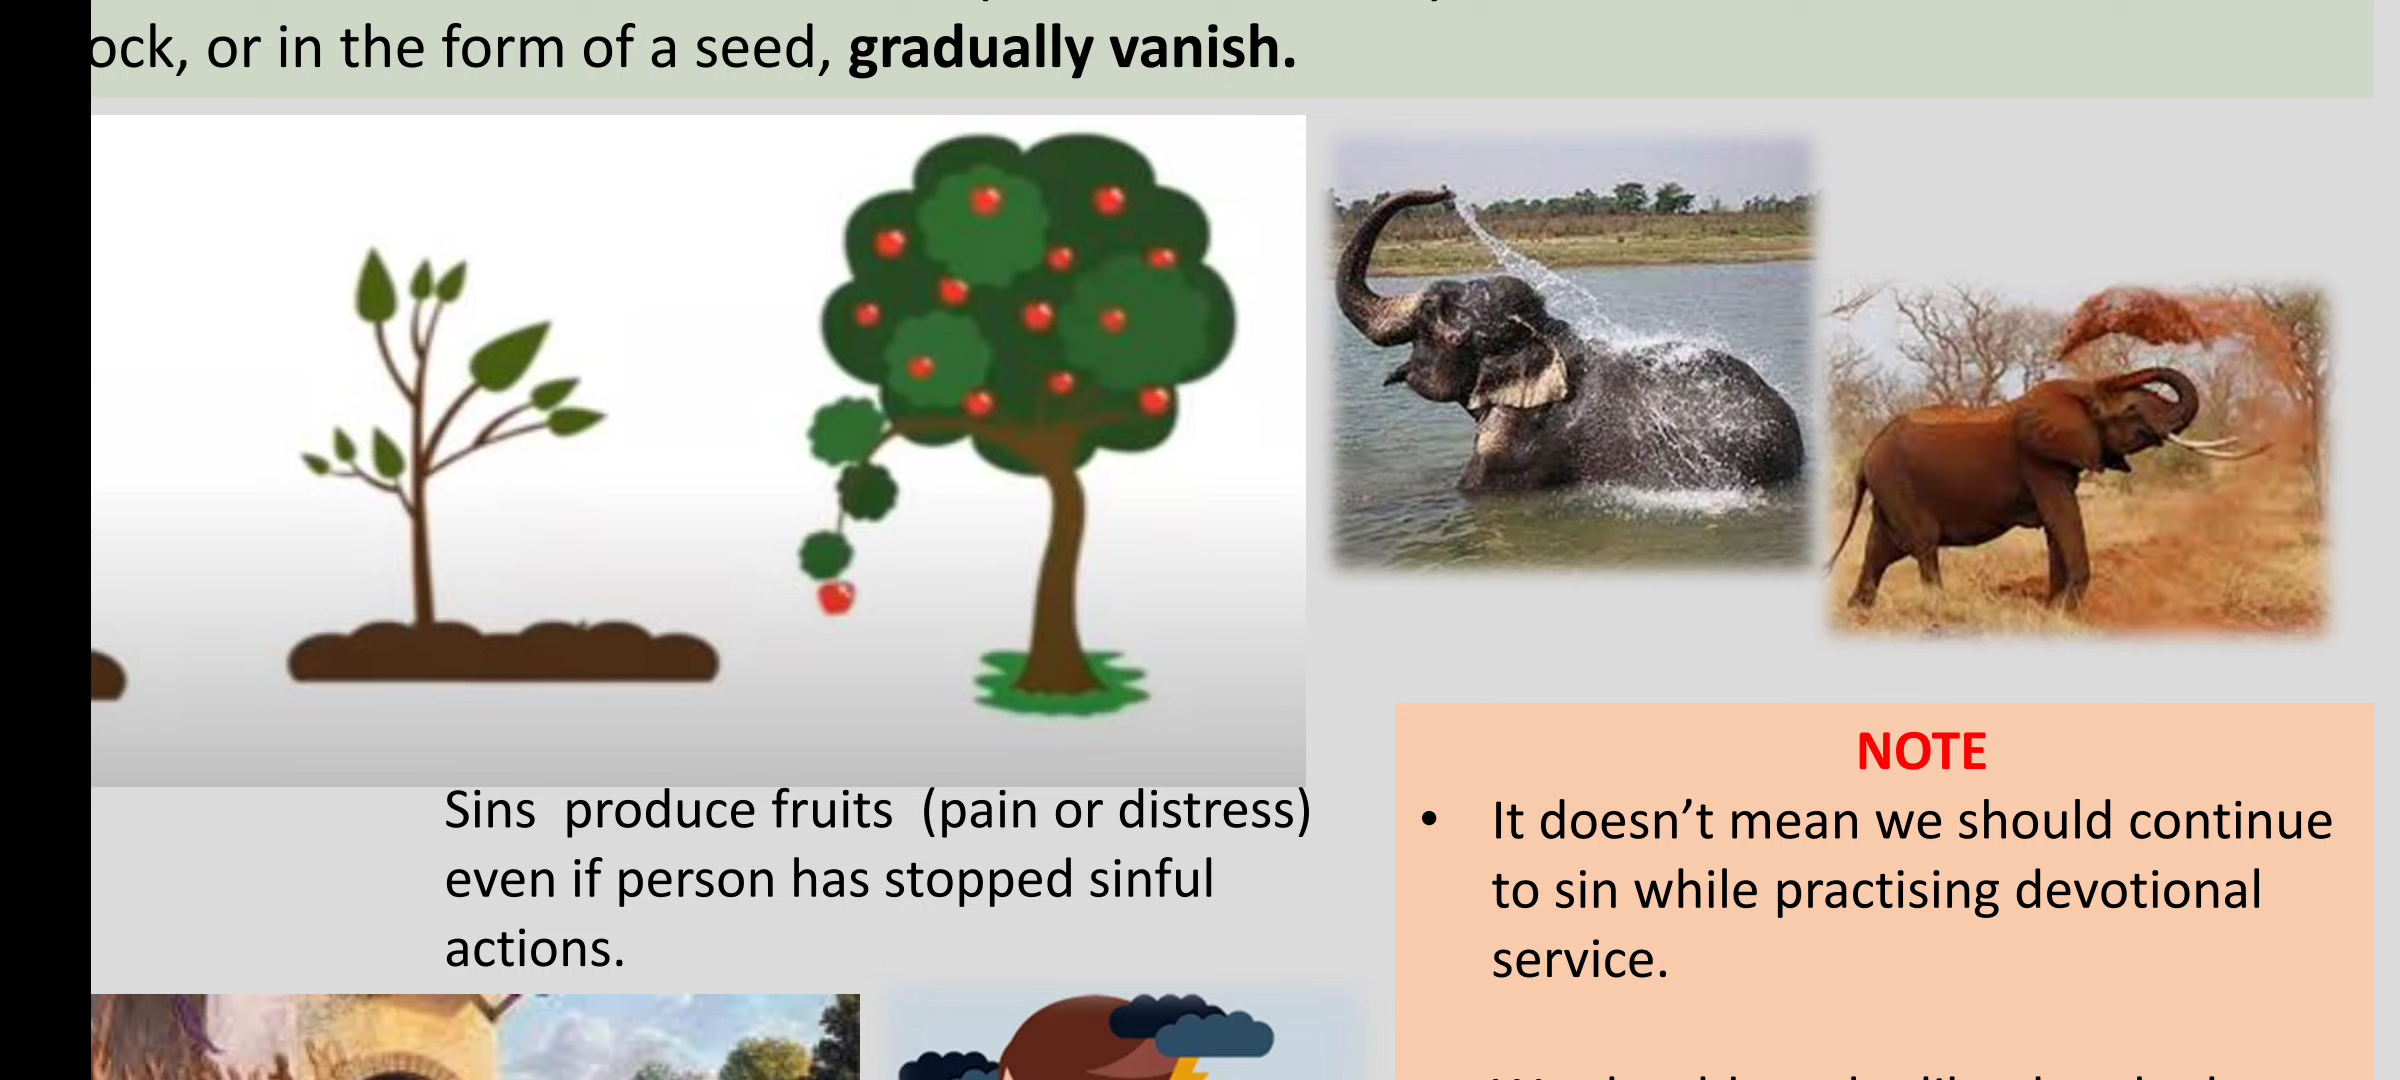 ock, or in the form of a seed, gradually vanish.
Sins produce fruits (pain or distress)
even if person has stopped sinful
actions.
NOTE
• It doesn’t mean we should continue
to sin while practising devotional
service.